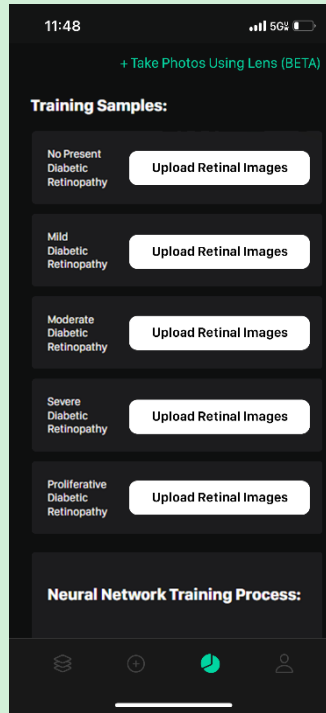 11:48
5G
+ Take Photos Using Lens (BETA)
Training Samples:
No Present
Diabetic
Retinopathy
Upload Retinal Images
Mild
Diabetic
Retinopathy
Upload Retinal Images
Moderate
Diabetic
Retinopathy
Upload Retinal Images
Severe
Diabetic
Retinopathy
Upload Retinal Images
Proliferative
Diabetic
Retinopathy
Upload Retinal Images
Neural Network Training Process: